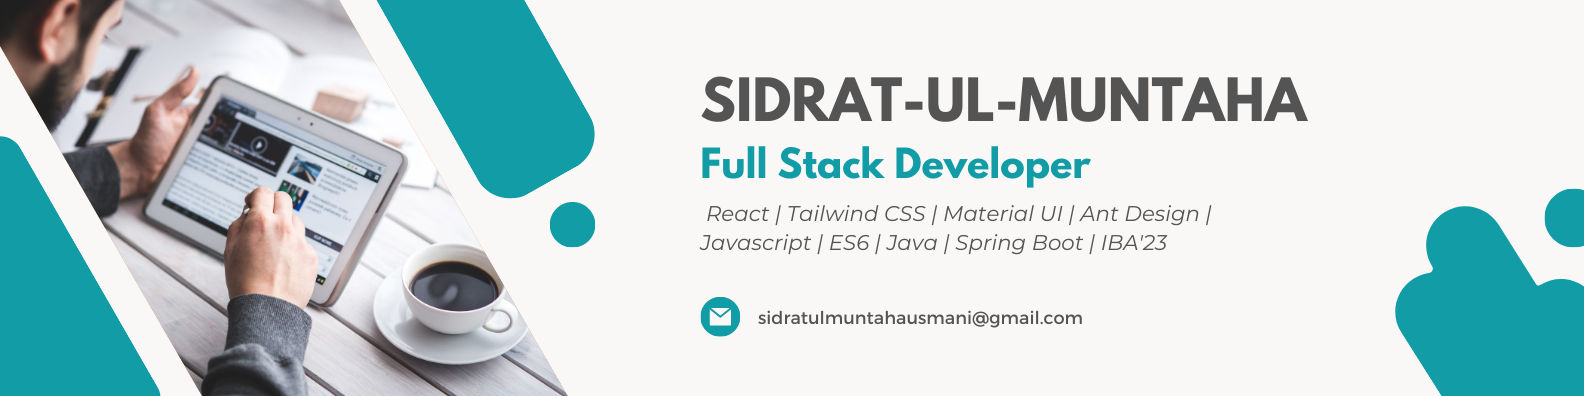 SIDRAT-UL-MUNTAHA
Full Stack Developer
React | Tailwind CSS | Material UI | Ant Design |
Javascript | ES6 | Java | Spring Boot | IBA'23
sidratulmuntahausmani@gmail.com